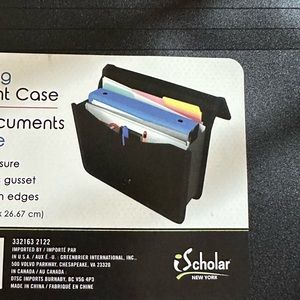 g
nt Case
cuments
e
sure
gusset
n edges
x 26.67 cm)
332163 2122
IMPORTED BY / IMPORTÉ PAR
IN U.S.A. / AUX É.-U. : GREENBRIER INTERNATIONAL, INC.,
500 VOLVO PARKWAY, CHESAPEAKE, VA 23320
IN CANADA / AU CANADA :
DTSC IMPORTS BURNABY, BC V5G 4P3
MADE IN CHINA / FABRIQUÉ EN CHINE
iScholar
NEW YORK